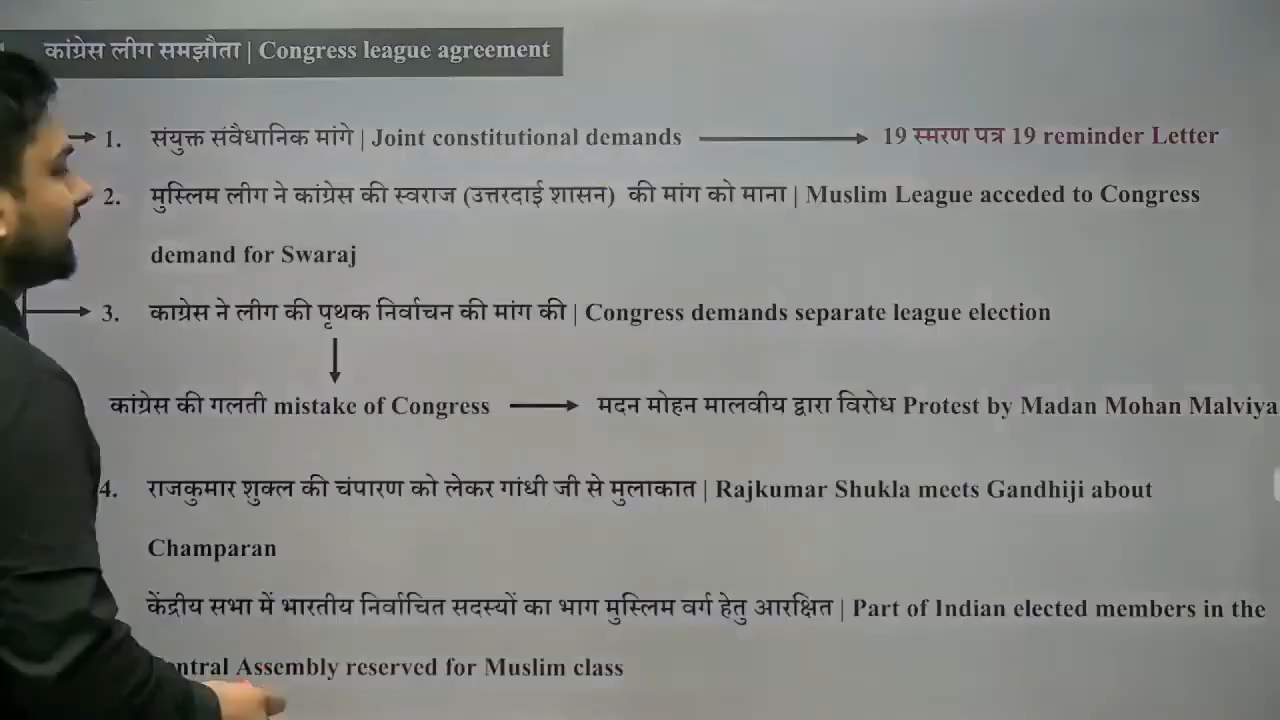 कांग्रेस लीग समझौता | Congress league agreement
1. संयुक्त संवैधानिक मांगे | Joint constitutional demands 19 स्मरण पत्र 19 reminder Letter
2. मुस्लिम लीग ने कांग्रेस की स्वराज (उत्तरदाई शासन) की मांग को माना | Muslim League acceded to Congress
demand for Swaraj
3. काग्रेस ने लीग की पृथक निर्वाचन की मांग की | Congress demands separate league election
कांग्रेस की गलती mistake of Congress मदन मोहन मालवीय द्वारा विरोध Protest by Madan Mohan Malviya
4. राजकुमार शुक्ल की चंपारण को लेकर गांधी जी से मुलाकात | Rajkumar Shukla meets Gandhiji about
Champaran
केंद्रीय सभा में भारतीय निर्वाचित सदस्यों का भाग मुस्लिम वर्ग हेतु आरक्षित | Part of Indian elected members in the
Assembly reserved for Muslim class